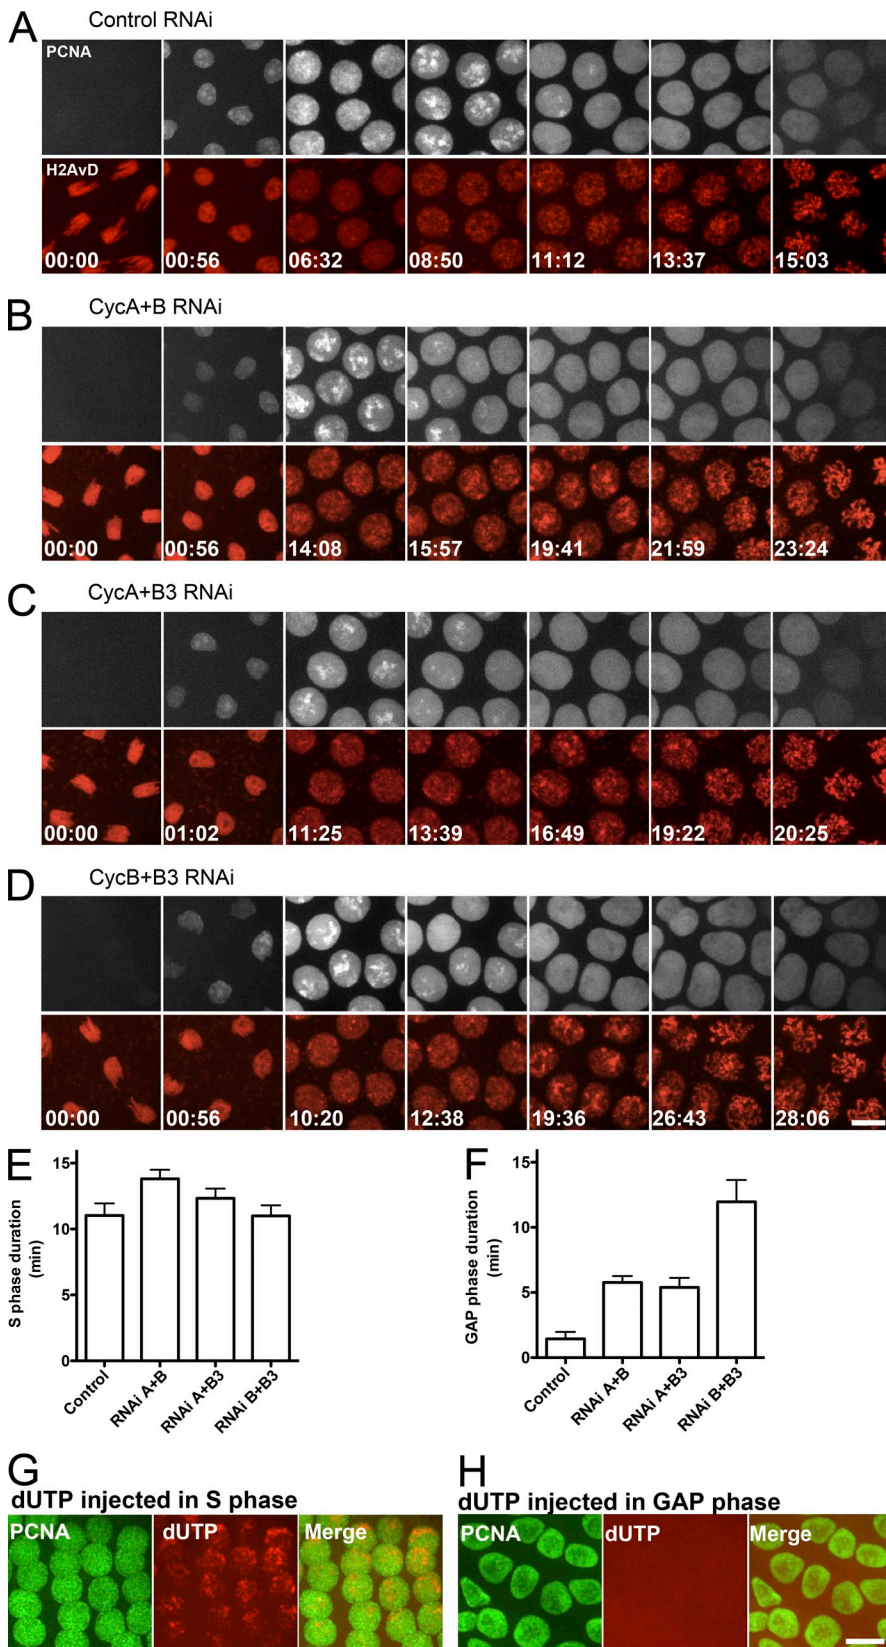 A Control RNAi
PCNA
H2AvD
00:00 00:56 06:32 08:50 11:12 13:37 15:03
B CycA+B RNAi
00:00 00:56 14:08 15:57 19:41 21:59 23:24
C CycA+B3 RNAi
00:00 01:02 11:25 13:39 16:49 19:22 20:25
D CycB+B3 RNAi
00:00 00:56 10:20 12:38 19:36 26:43 28:06
E
S phase duration
(min)
15
10
5
0
Control RNAi A+B RNAi A+B3 RNAi B+B3
F
GAP phase duration
(min)
15
10
5
0
Control RNAi A+B RNAi A+B3 RNAi B+B3
G
dUTP injected in S phase
PCNA dUTP Merge
H
dUTP injected in GAP phase
PCNA dUTP Merge